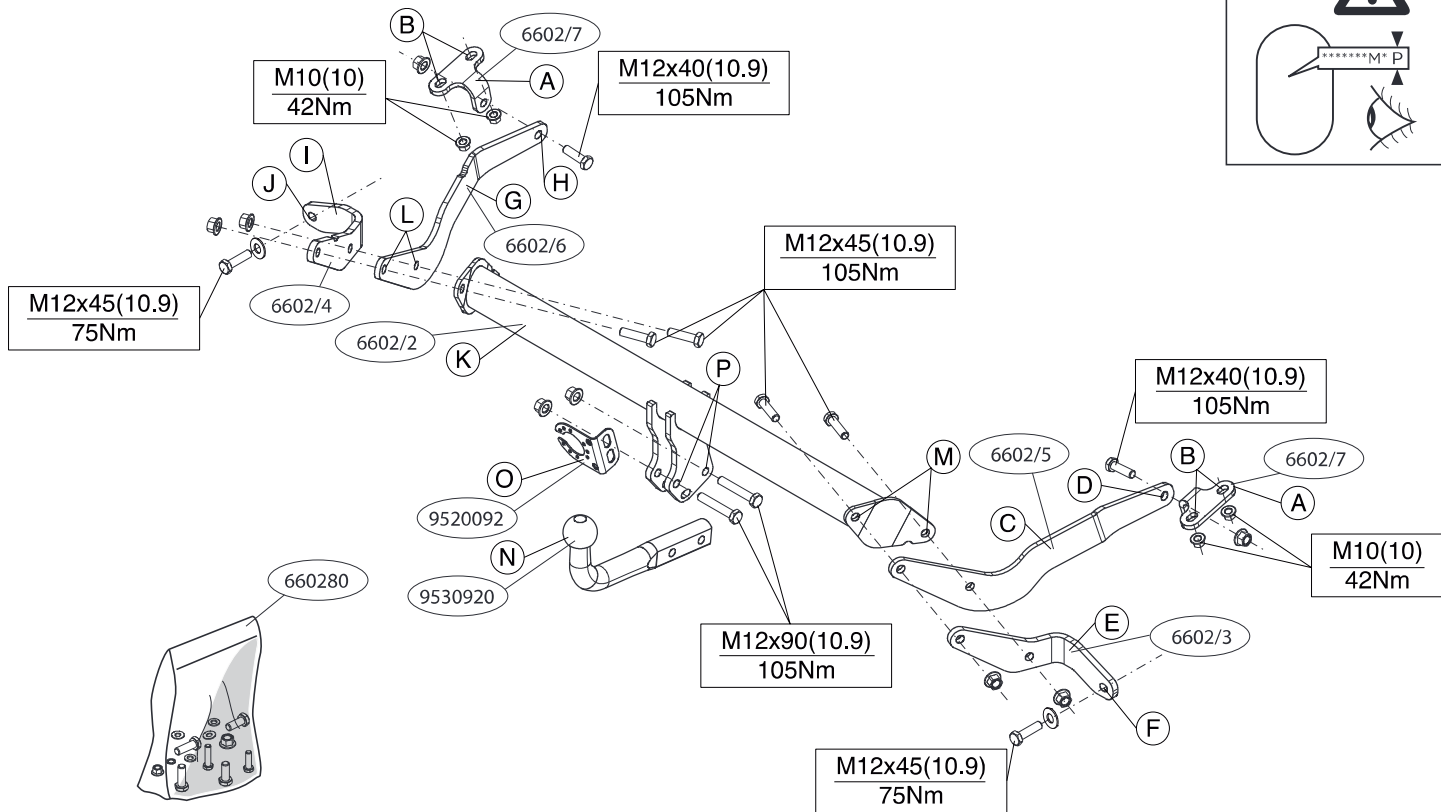 B
6602/7
A
M10(10)
42Nm
M12x40(10.9)
105Nm
*******M* P
I
J
H
G
L
6602/6
M12x45(10.9)
105Nm
M12x45(10.9)
75Nm
6602/4
6602/2
K
P
M12x40(10.9)
105Nm
M
6602/5
B
6602/7
D
A
O
C
9520092
N
M10(10)
42Nm
660280
9530920
E
6602/3
M12x90(10.9)
105Nm
F
M12x45(10.9)
75Nm